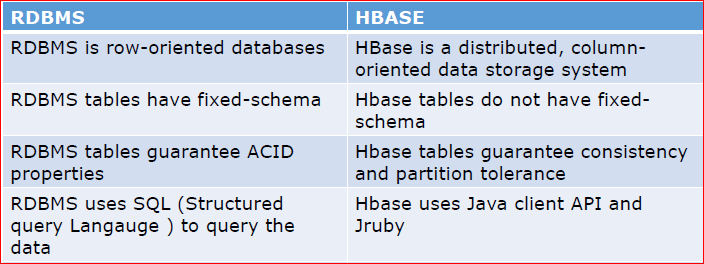 RDBMS
HBASE
RDBMS is row-oriented databases
HBase is a distributed, column-
oriented data storage system
RDBMS tables have fixed-schema
Hbase tables do not have fixed-
schema
RDBMS tables guarantee ACID
properties
Hbase tables guarantee consistency
and partition tolerance
RDBMS uses SQL (Structured
query Langauge ) to query the
data
Hbase uses Java client API and
Jruby